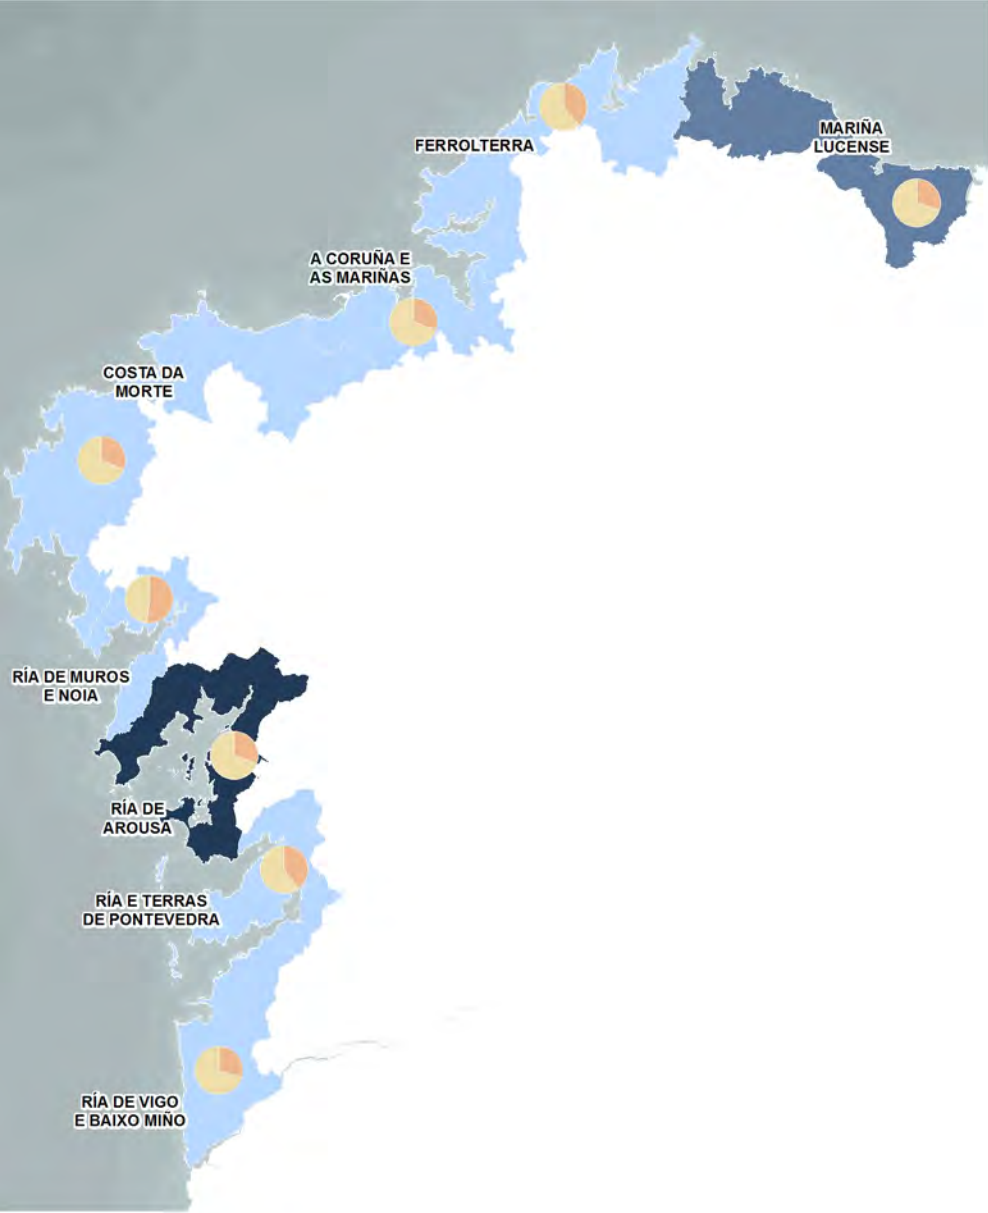 FERROLTERRA
MARIÑA
LUCENSE
A CORUÑA E
AS MARIÑAS
COSTA DA
MORTE
RÍA DE MUROS
E NOIA
RÍA DE
AROUSA
RÍA E TERRAS
DE PONTEVEDRA
RÍA DE VIGO
E BAIXO MIÑO